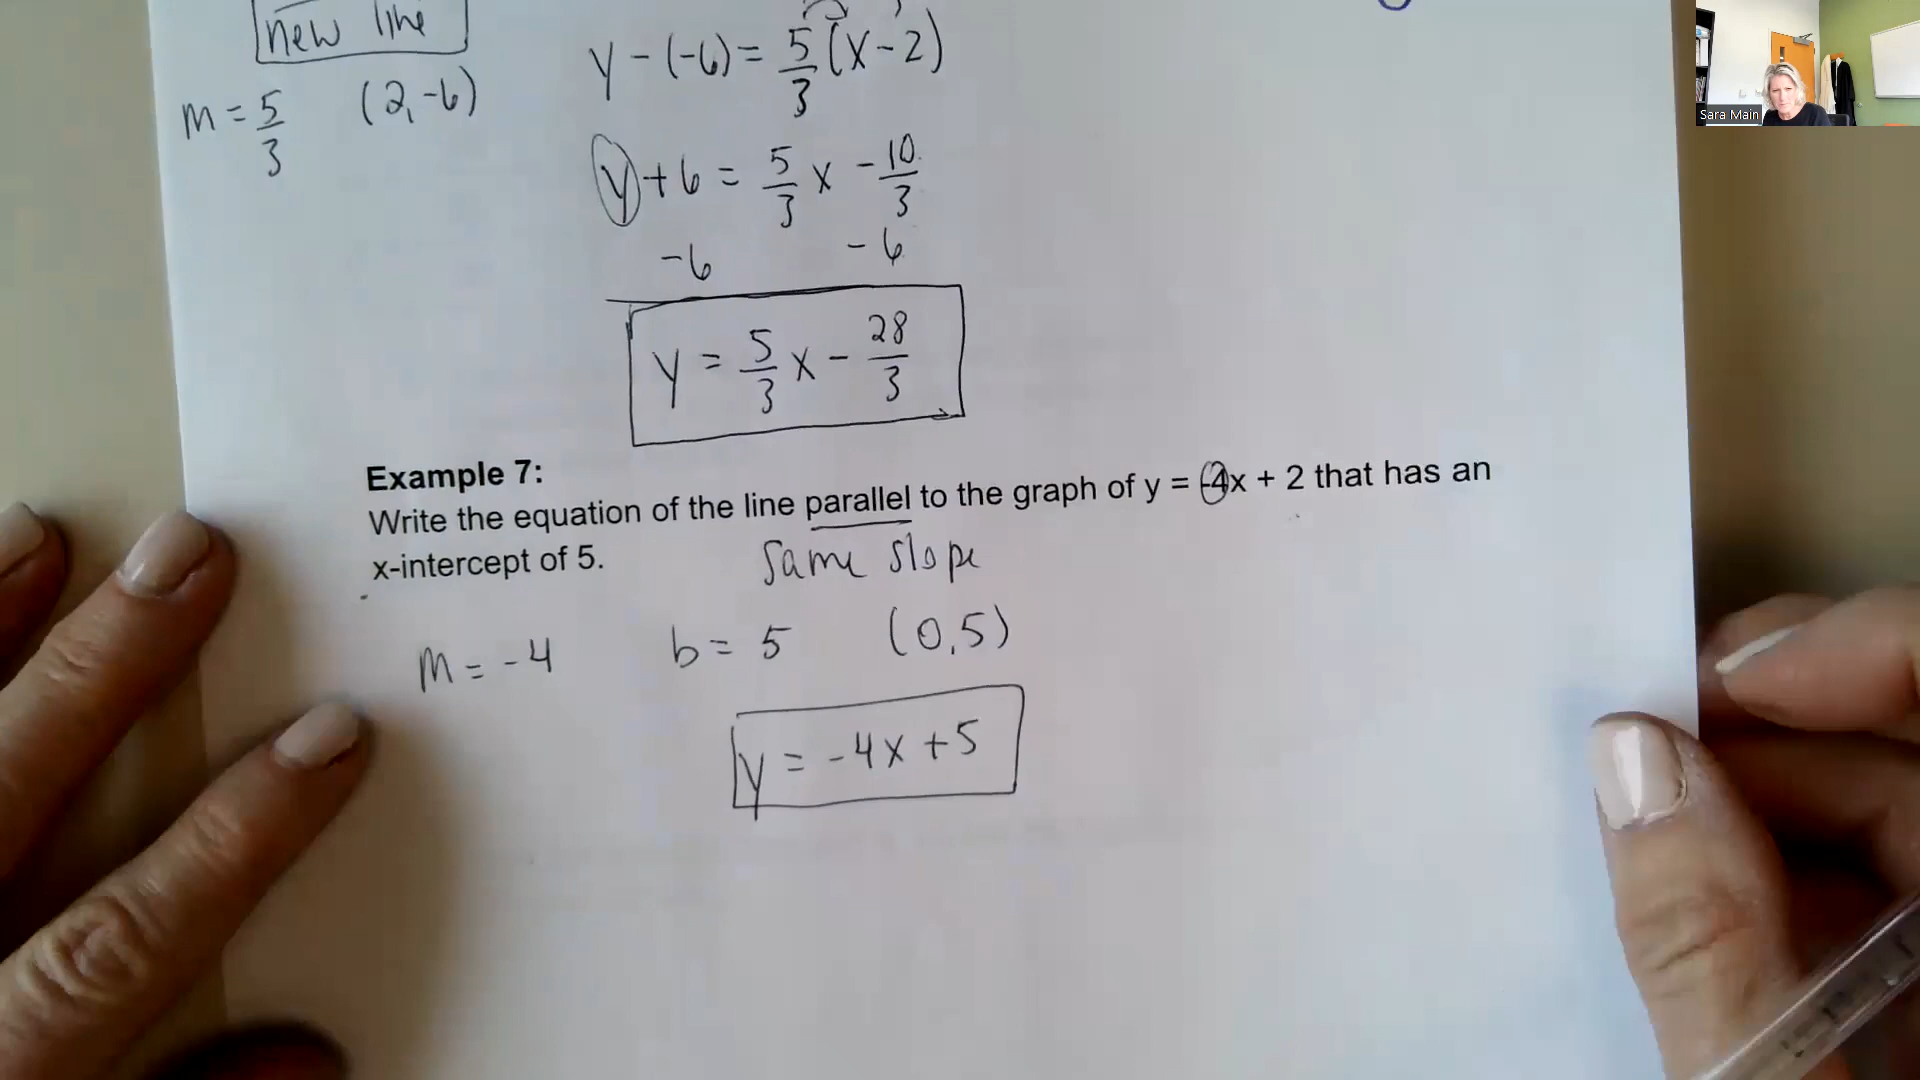 new line
m = 5/3 (2, -6)
y - (-6) = 5/3 (x - 2)
y + 6 = 5/3 x - 10/3
-6 - 6
y = 5/3 x - 28/3
Example 7:
Write the equation of the line parallel to the graph of y = -4x + 2 that has an
x-intercept of 5.
Same slope
m = -4 b = 5 (0,5)
y = -4x + 5
Sara Main